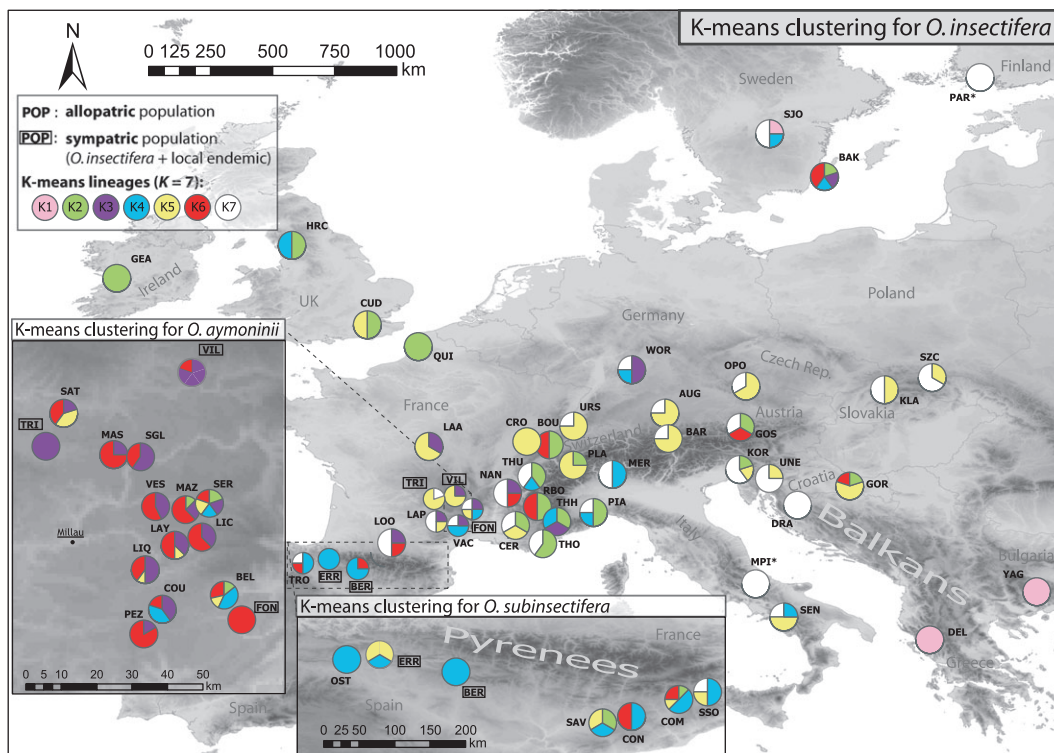 K-means clustering for O. insectifera
N
0 125 250 500 750 1000
km
POP : allopatric population
POP : sympatric population
(O. insectifera + local endemic)
K-means lineages (K = 7):
K1 K2 K3 K4 K5 K6 K7
Sweden
Finland
PAR*
SJO
BAK
HRC
GEA
Ireland
UK
CUD
QUI
Poland
Germany
WOR
OPO
Czech Rep.
SZC
KLA
Slovakia
AUG
Austria
GOS
BAR
URS
Switzerland
France
LAA
CRO
BOU
PLA
THU
NAN
MER
KOR
UNE
Croatia
GOR
DRA
TRI
VIL
RBO
THH
PIA
LAP
FON
VAC
CER
THO
LOO
Italy
TRO
ERR
BER
MPI*
SEN
Balkans
Bulgaria
YAG
DEL
Greece
Spain
K-means clustering for O. aymoninii
VIL
SAT
TRI
MAS
SGL
VES
MAZ
SER
LAY
LIC
Millau
LIQ
COU
BEL
PEZ
FON
0 5 10 20 30 40 50
km
K-means clustering for O. subinsectifera
Pyrenees
France
OST
ERR
BER
Spain
SAV
CON
COM
SSO
0 25 50 100 150 200
km